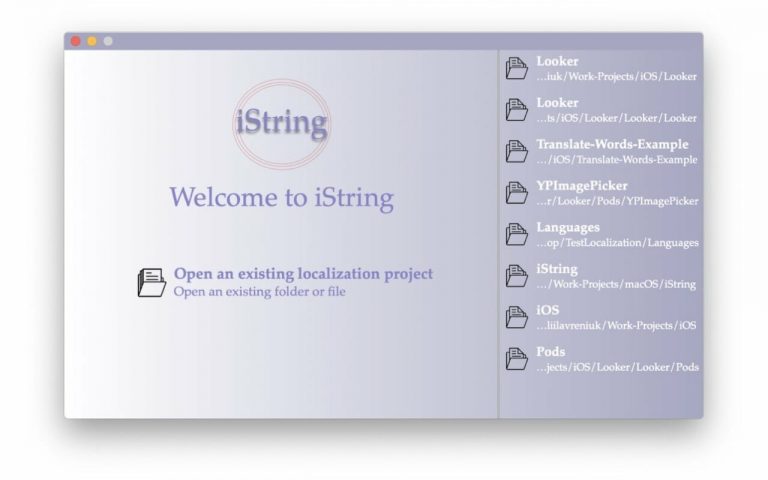 iString
Welcome to iString
Open an existing localization project
Open an existing folder or file
Looker
...iuk/Work-Projects/iOS/Looker
Looker
...ts/iOS/Looker/Looker/Looker
Translate-Words-Example
.../iOS/Translate-Words-Example
YPImagePicker
...r/Looker/Pods/YPImagePicker
Languages
...op/TestLocalization/Languages
iString
.../Work-Projects/macOS/iString
iOS
...liilavreniuk/Work-Projects/iOS
Pods
...jects/iOS/Looker/Looker/Pods